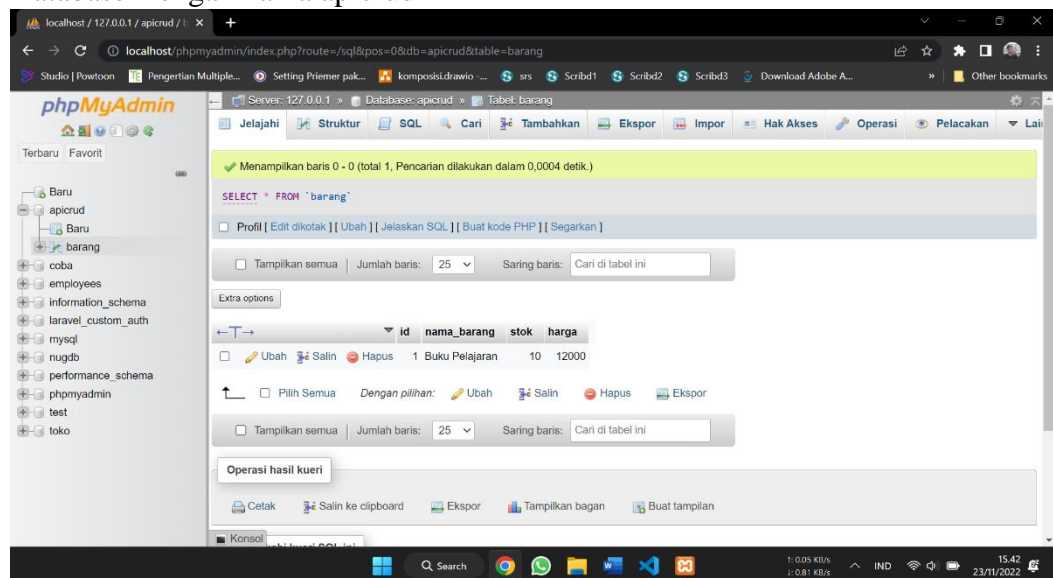 localhost / 127.0.0.1 / apicrud / b
localhost/phpmyadmin/index.php?route=/sql&pos=0&db=apicrud&table=barang
Studio | Powtoon Pengertian Multiple... Setting Priemer pak... komposisi.drawio -... srs Scribd1 Scribd2 Scribd3 Download Adobe A... » Other bookmarks
phpMyAdmin
Server: 127.0.0.1 » Database: apicrud » Tabel: barang
Jelajahi Struktur SQL Cari Tambahkan Ekspor Impor Hak Akses Operasi Pelacakan Lai
Terbaru Favorit
Baru
apicrud
Baru
barang
coba
employees
information_schema
laravel_custom_auth
mysql
nugdb
performance_schema
phpmyadmin
test
toko
Menampilkan baris 0 - 0 (total 1, Pencarian dilakukan dalam 0,0004 detik.)
SELECT * FROM `barang`
Profil [ Edit dikotak ] [ Ubah ] [ Jelaskan SQL ] [ Buat kode PHP ] [ Segarkan ]
Tampilkan semua | Jumlah baris: 25 Saring baris: Cari di tabel ini
Extra options
←T→ id nama_barang stok harga
Ubah Salin Hapus 1 Buku Pelajaran 10 12000
Pilih Semua Dengan pilihan: Ubah Salin Hapus Ekspor
Tampilkan semua | Jumlah baris: 25 Saring baris: Cari di tabel ini
Operasi hasil kueri
Cetak Salin ke clipboard Ekspor Tampilkan bagan Buat tampilan
Konsol
Search
1: 0.05 KB/s
↓: 0.81 KB/s
IND
15.42
23/11/2022